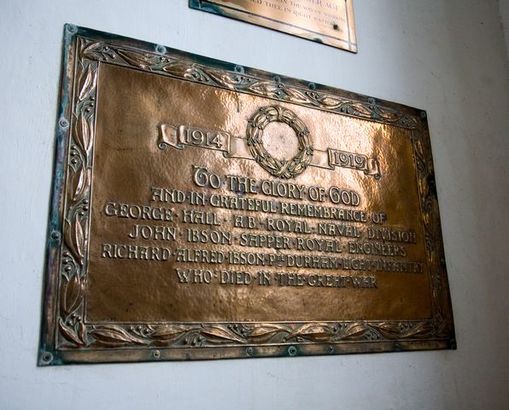 1914 1919
TO THE GLORY OF GOD
AND IN GRATEFUL REMEMBRANCE OF
GEORGE HALL · A.B. ROYAL NAVAL DIVISION
JOHN IBSON · SAPPER ROYAL ENGINEERS
RICHARD ALFRED IBSON · PTE DURHAM LIGHT INFANTRY
WHO DIED IN THE GREAT WAR